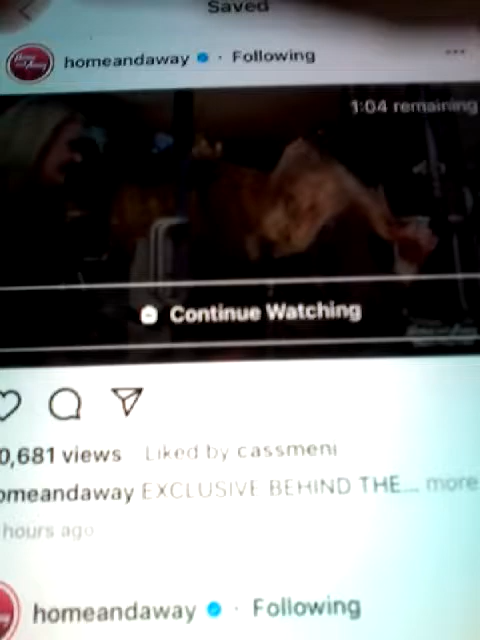 Saved
homeandaway · Following
1:04 remaining
Continue Watching
0,681 views Liked by cassmeni
omeandaway EXCLUSIVE BEHIND THE... more
hours ago
homeandaway · Following